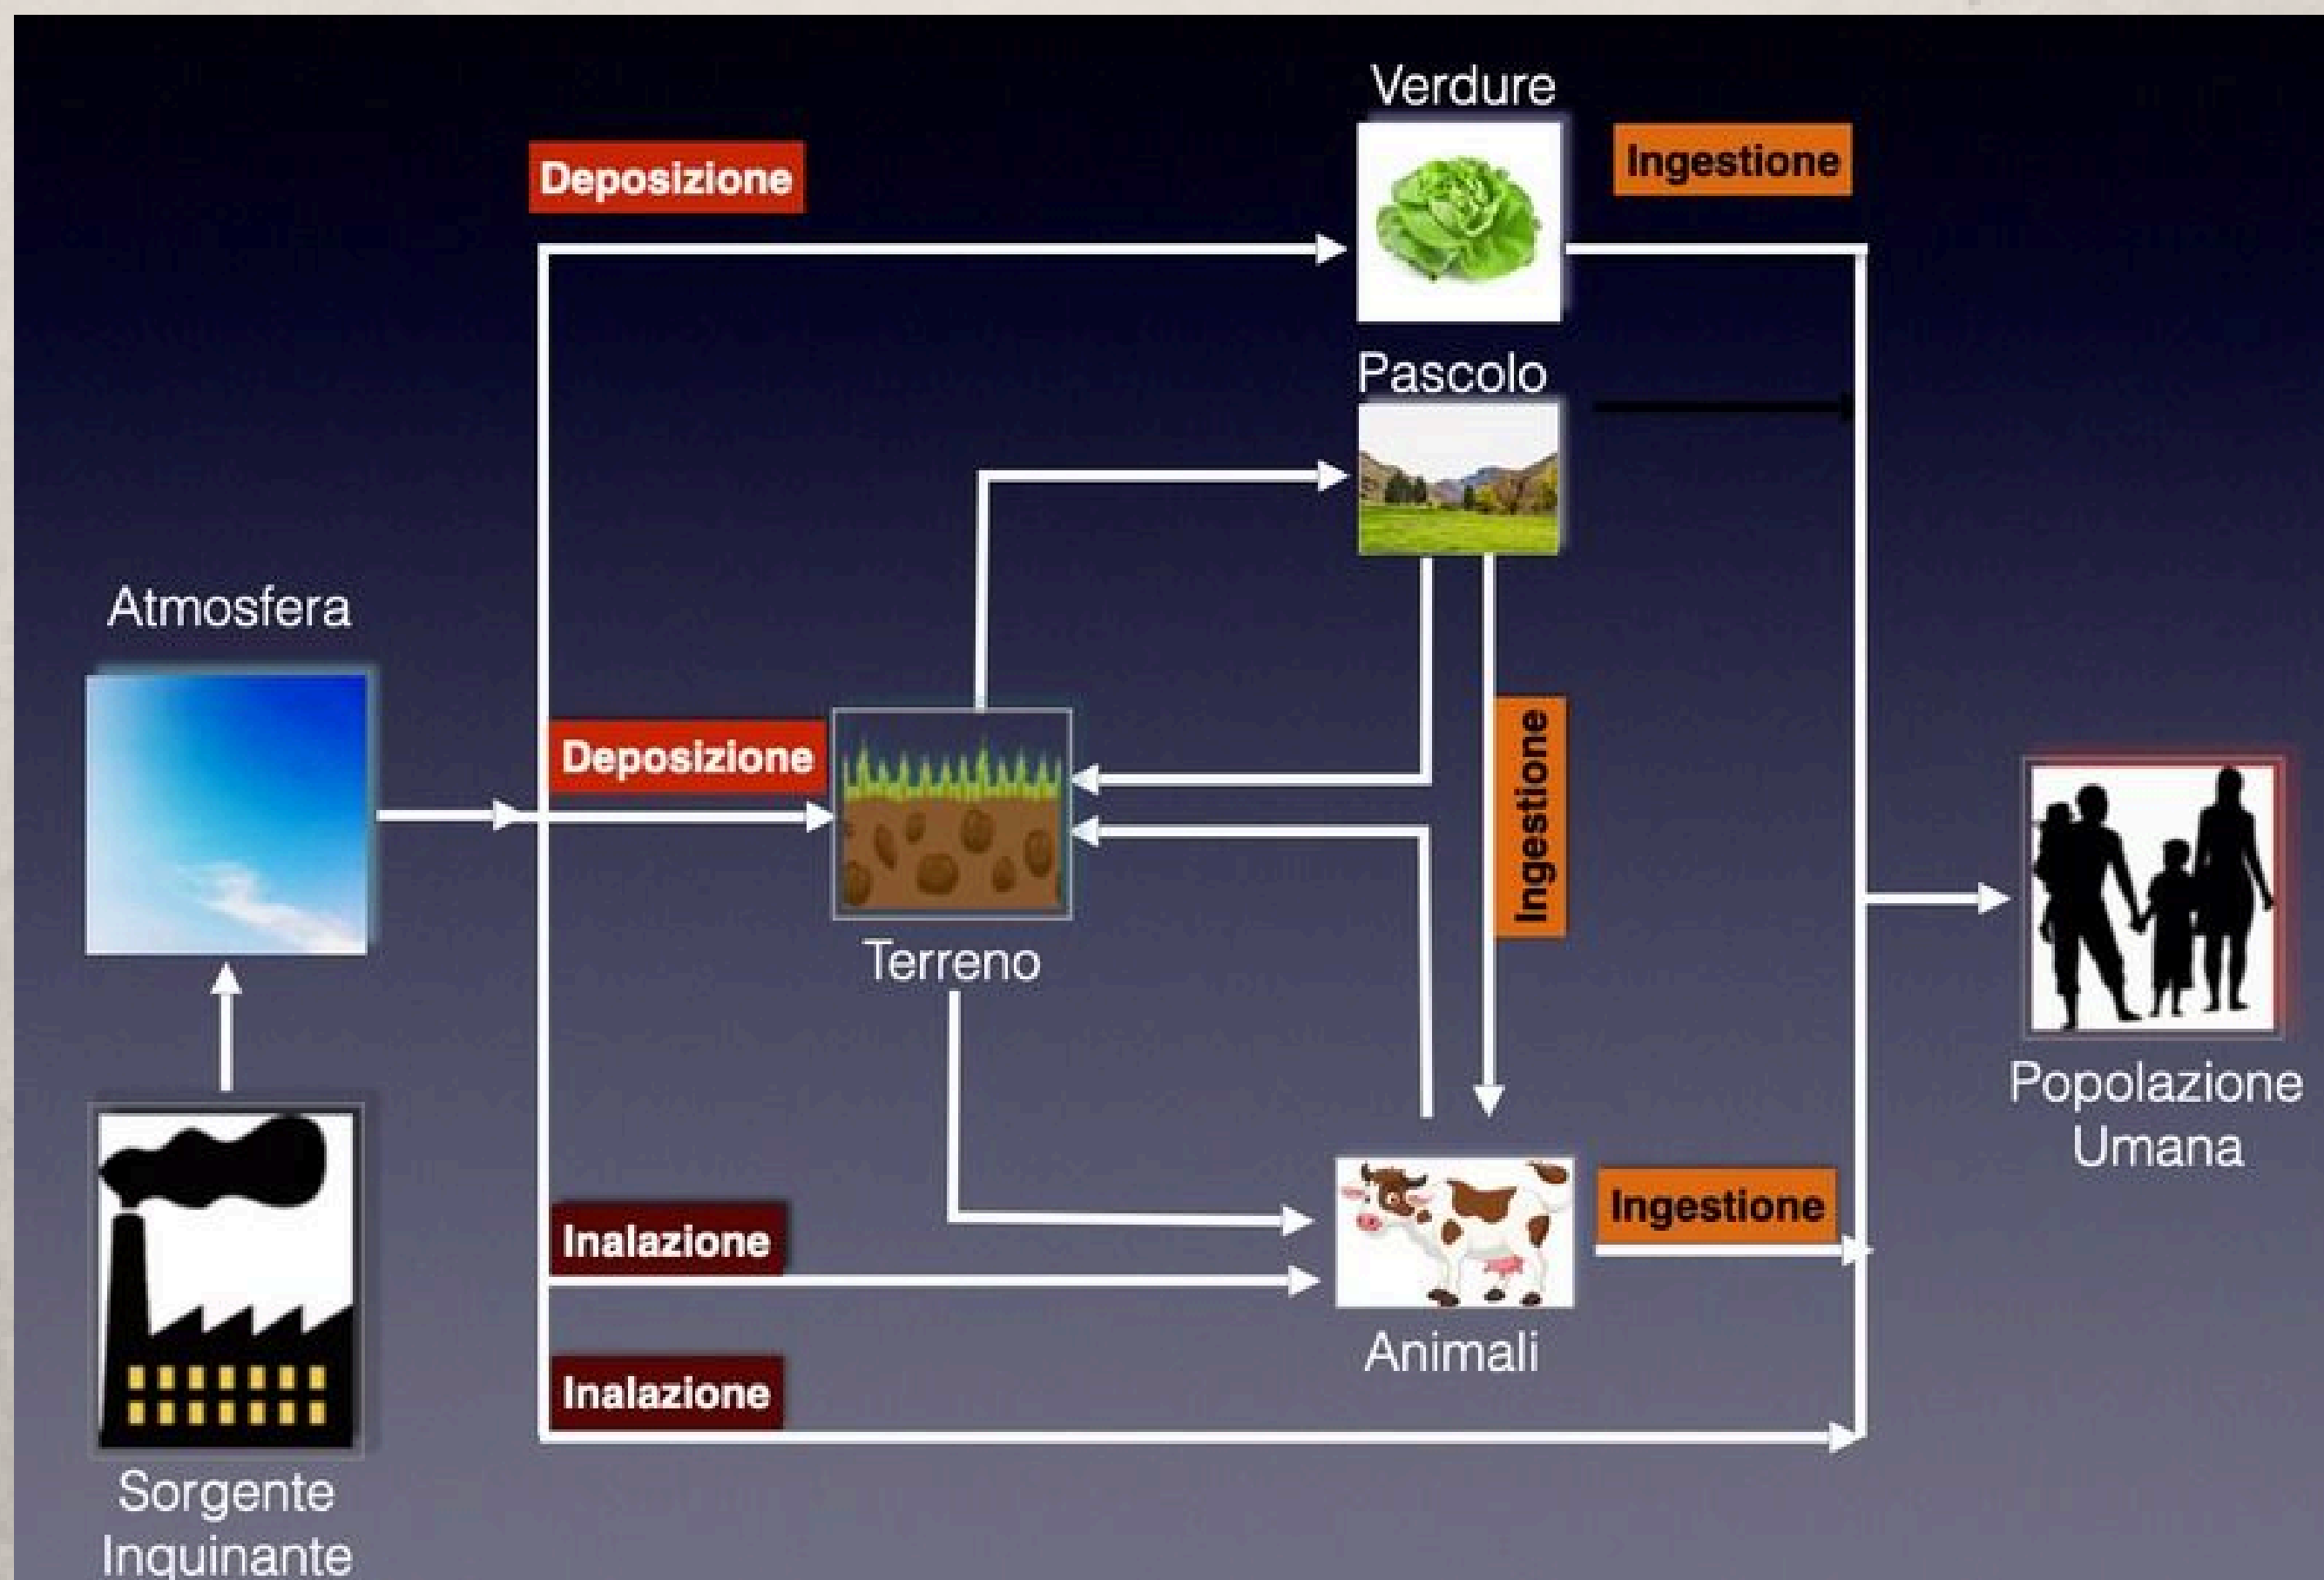 Verdure
Deposizione
Ingestione
Pascolo
Atmosfera
Deposizione
Ingestione
Terreno
Popolazione
Umana
Inalazione
Ingestione
Animali
Inalazione
Sorgente
Inquinante